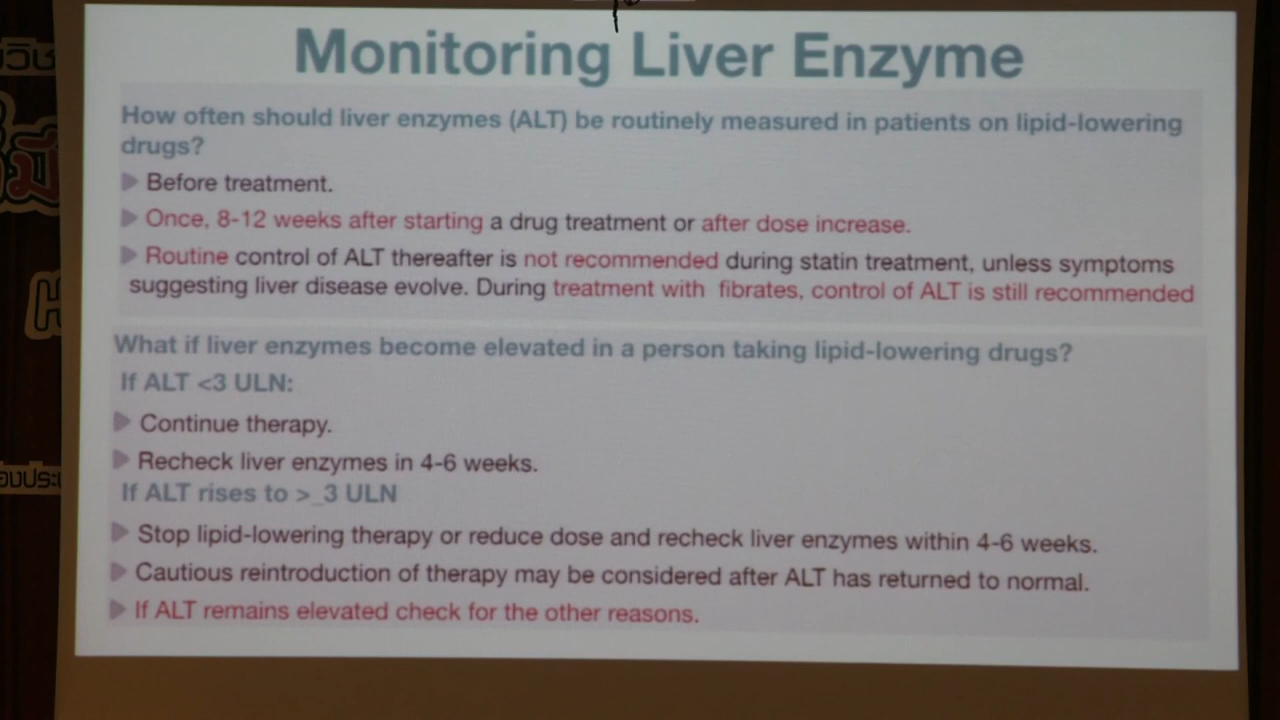 Monitoring Liver Enzyme
How often should liver enzymes (ALT) be routinely measured in patients on lipid-lowering
drugs?
Before treatment.
Once, 8-12 weeks after starting a drug treatment or after dose increase.
Routine control of ALT thereafter is not recommended during statin treatment, unless symptoms
suggesting liver disease evolve. During treatment with fibrates, control of ALT is still recommended
What if liver enzymes become elevated in a person taking lipid-lowering drugs?
If ALT <3 ULN:
Continue therapy.
Recheck liver enzymes in 4-6 weeks.
If ALT rises to >_3 ULN
Stop lipid-lowering therapy or reduce dose and recheck liver enzymes within 4-6 weeks.
Cautious reintroduction of therapy may be considered after ALT has returned to normal.
If ALT remains elevated check for the other reasons.